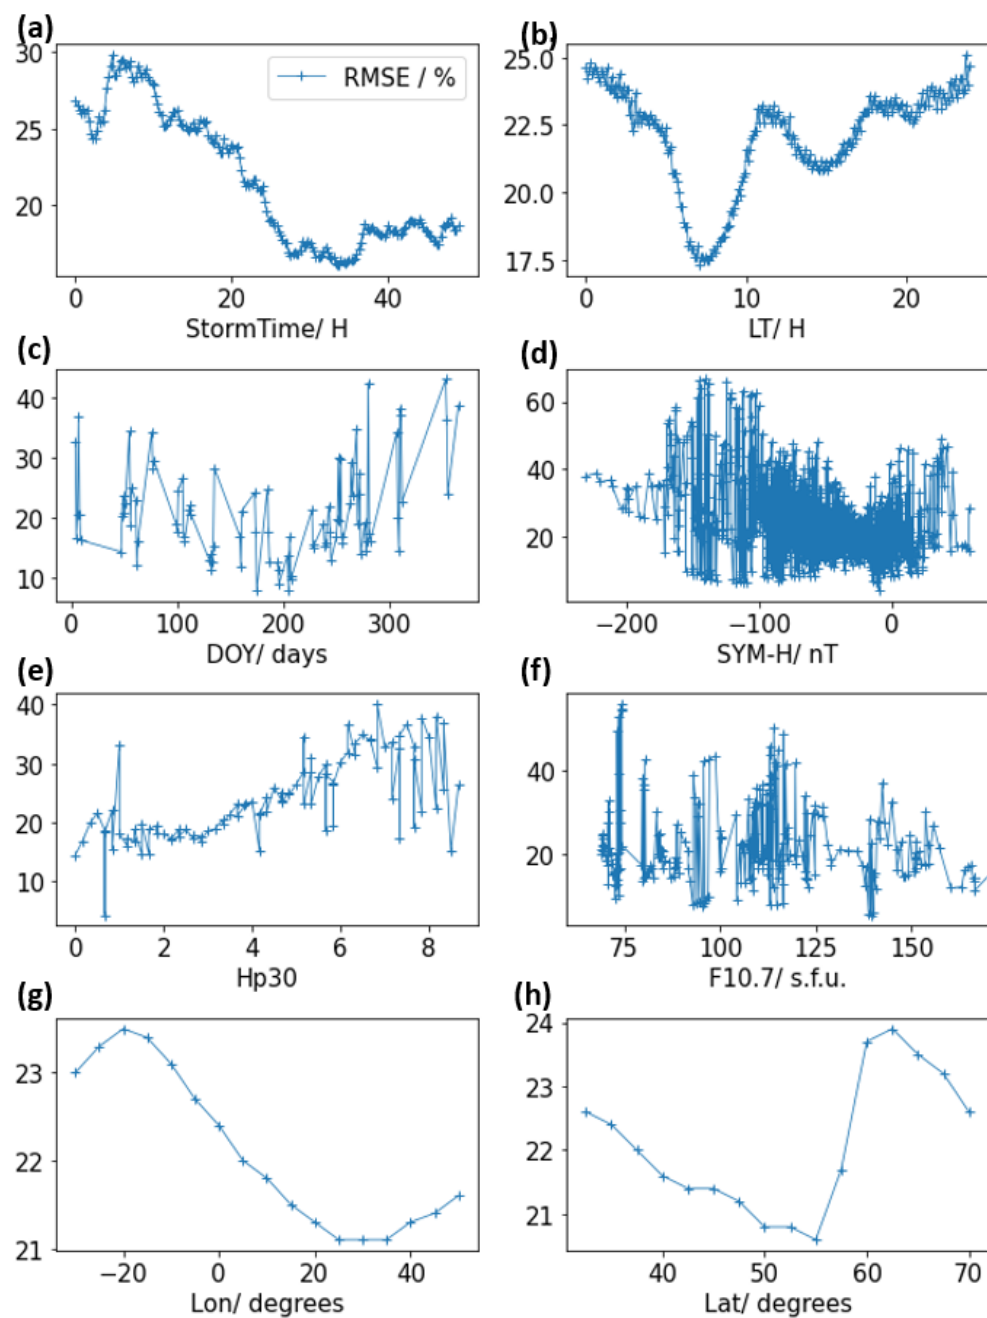 (a)
(b)
30
25
20
RMSE / %
0 20 40
StormTime/ H
25.0
22.5
20.0
17.5
0 10 20
LT/ H
(c)
(d)
40
30
20
10
0 100 200 300
DOY/ days
60
40
20
−200 −100 0
SYM-H/ nT
(e)
(f)
40
30
20
10
0 2 4 6 8
Hp30
40
20
75 100 125 150
F10.7/ s.f.u.
(g)
(h)
23
22
21
−20 0 20 40
Lon/ degrees
24
23
22
21
40 50 60 70
Lat/ degrees